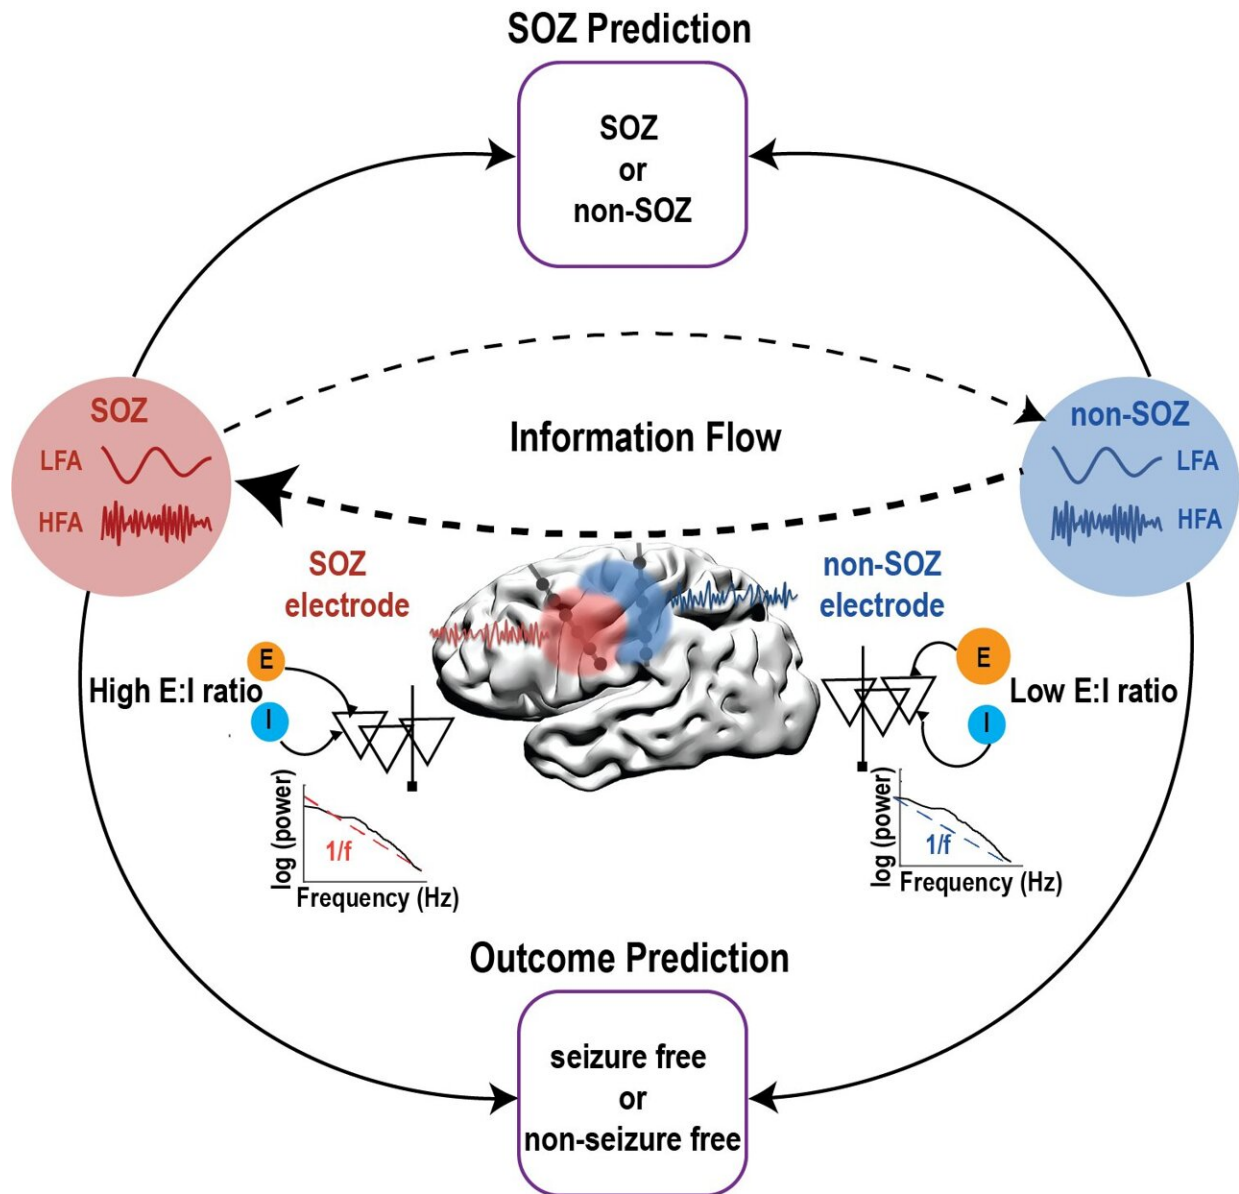 SOZ Prediction
SOZ
or
non-SOZ
SOZ
LFA
HFA
Information Flow
non-SOZ
LFA
HFA
SOZ
electrode
non-SOZ
electrode
E
High E:I ratio
I
E
Low E:I ratio
I
log (power)
1/f
Frequency (Hz)
log (power)
1/f
Frequency (Hz)
Outcome Prediction
seizure free
or
non-seizure free